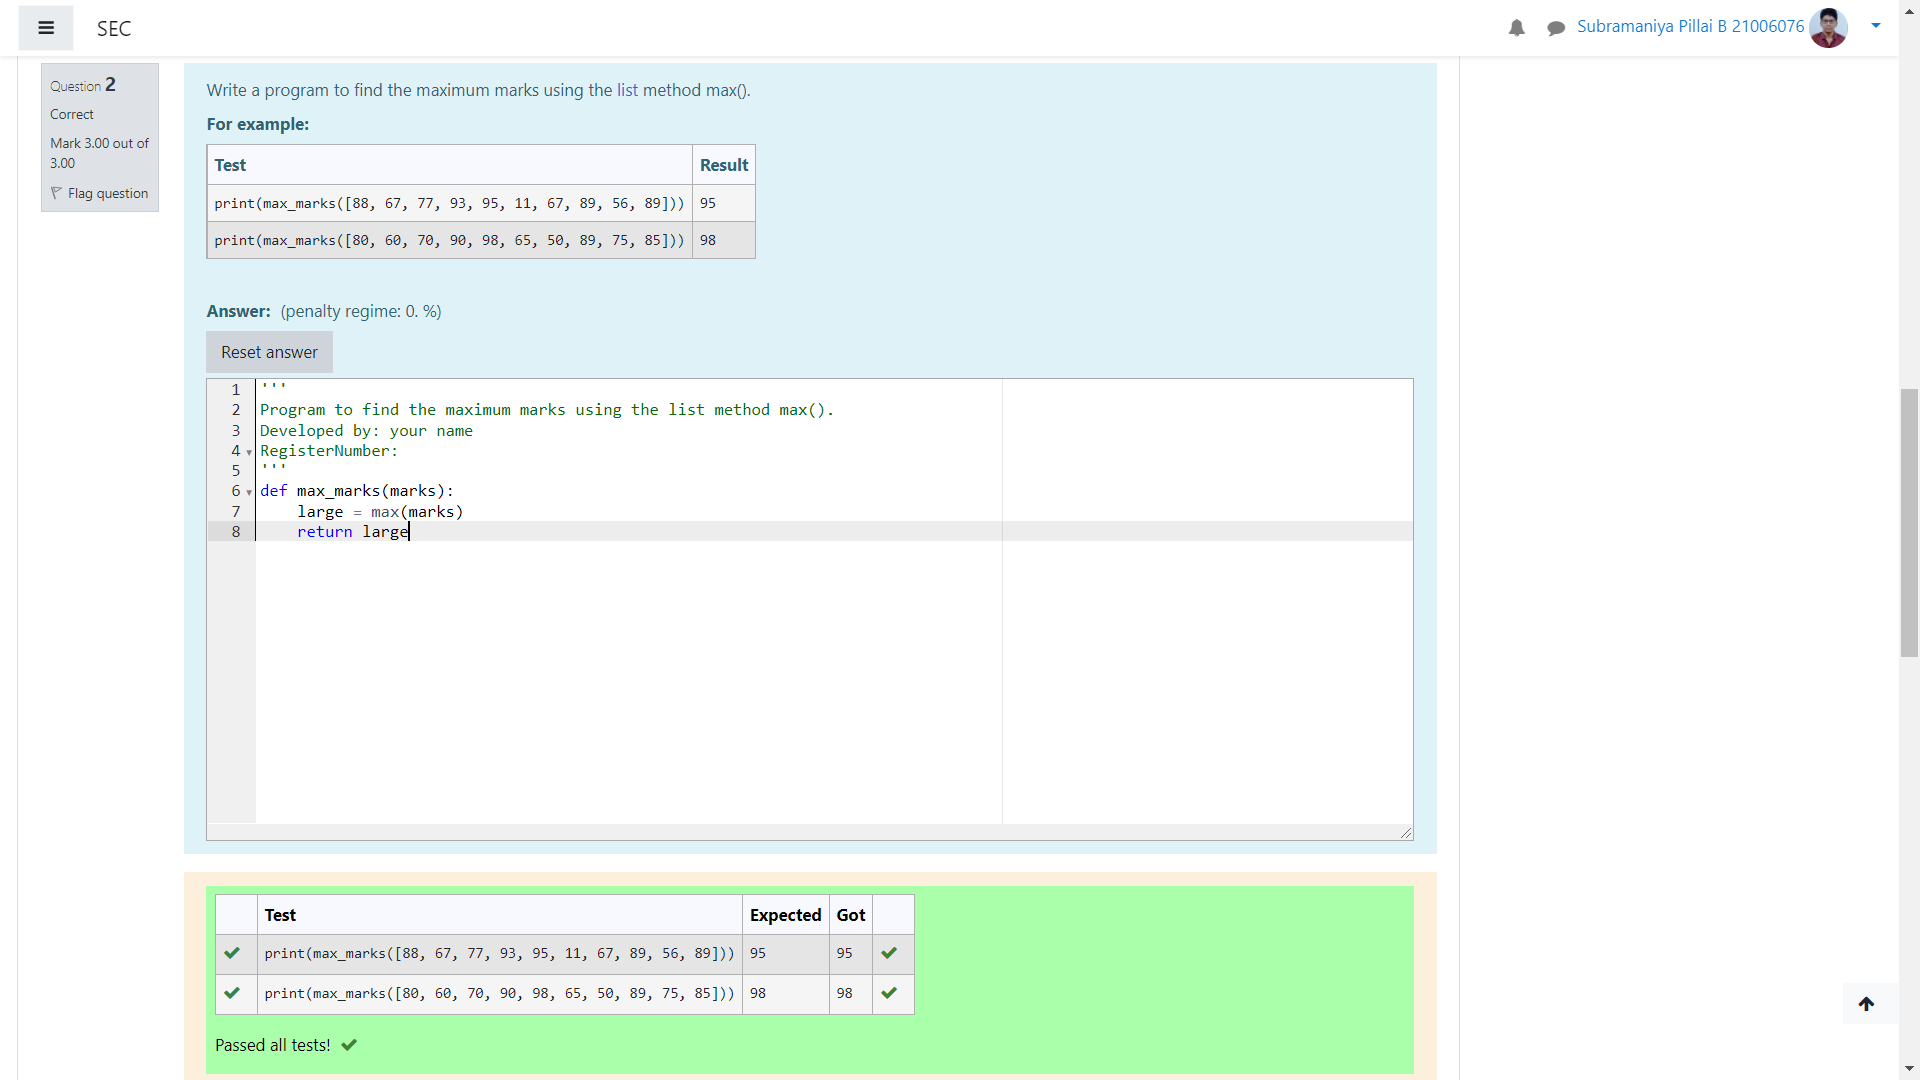 SEC
Subramaniya Pillai B 21006076
Question 2
Correct
Mark 3.00 out of
3.00
Flag question
Write a program to find the maximum marks using the list method max().
For example:
Test Result
print(max_marks([88, 67, 77, 93, 95, 11, 67, 89, 56, 89])) 95
print(max_marks([80, 60, 70, 90, 98, 65, 50, 89, 75, 85])) 98
Answer: (penalty regime: 0. %)
Reset answer
1 '''
2 Program to find the maximum marks using the list method max().
3 Developed by: your name
4 RegisterNumber:
5 '''
6 def max_marks(marks):
7     large = max(marks)
8     return large
Test Expected Got
print(max_marks([88, 67, 77, 93, 95, 11, 67, 89, 56, 89])) 95 95
print(max_marks([80, 60, 70, 90, 98, 65, 50, 89, 75, 85])) 98 98
Passed all tests!